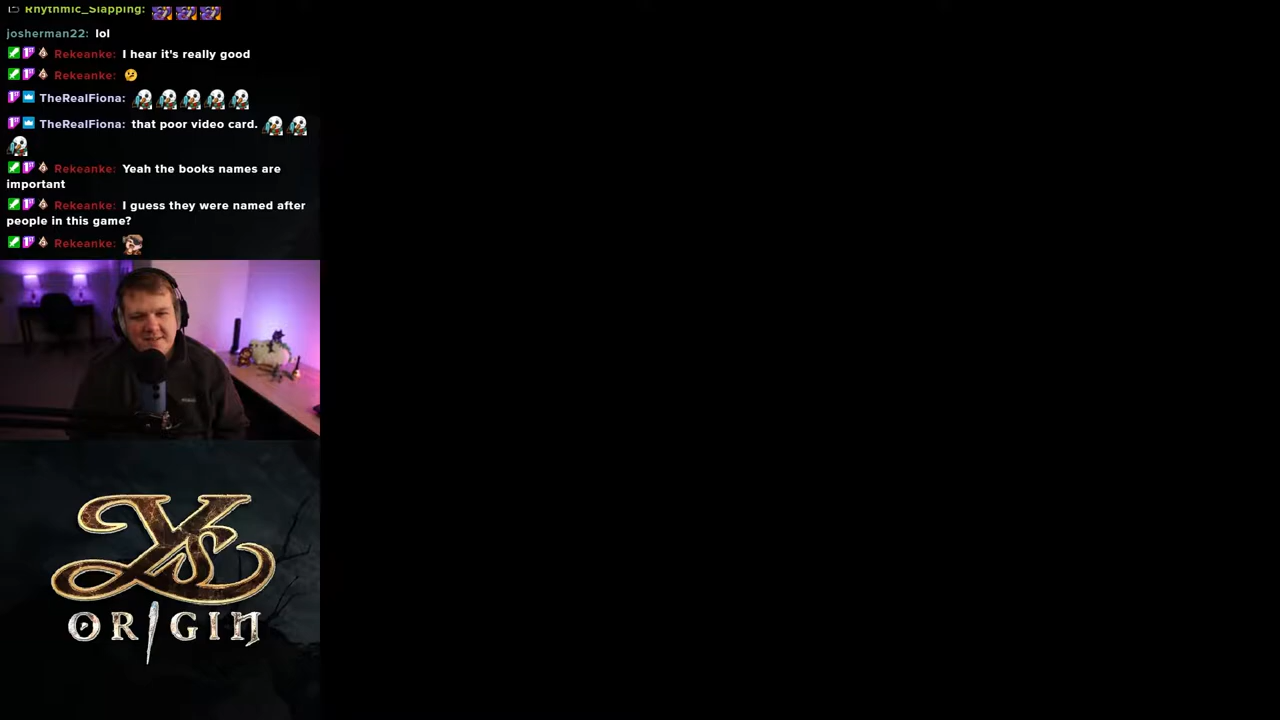 Rhythmic_Slapping:
josherman22: lol
Rekeanke: I hear it's really good
Rekeanke:
TheRealFiona:
TheRealFiona: that poor video card.
Rekeanke: Yeah the books names are
important
Rekeanke: I guess they were named after
people in this game?
Rekeanke:
Ys
ORIGIN